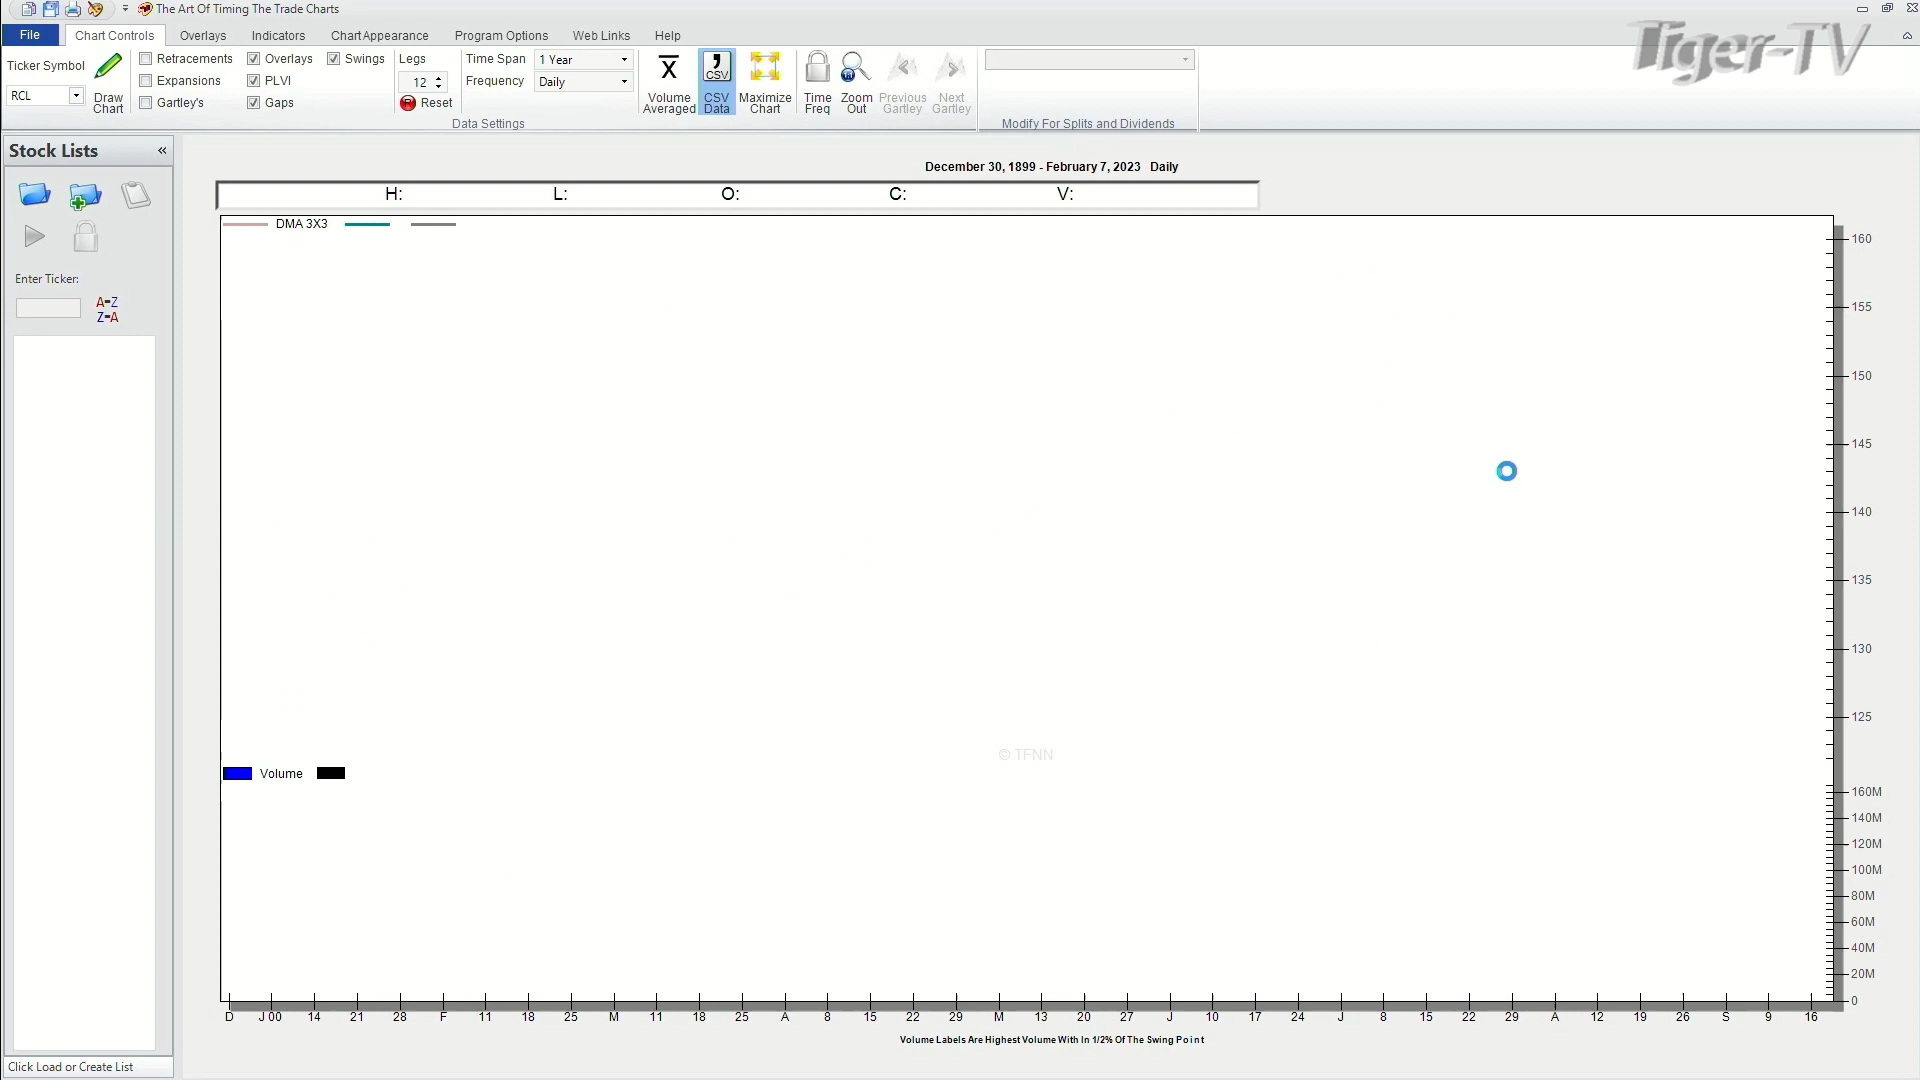 The Art Of Timing The Trade Charts
File Chart Controls Overlays Indicators Chart Appearance Program Options Web Links Help
Tiger-TV
Ticker Symbol
RCL
Draw Chart
Retracements
Expansions
Gartley's
Overlays
PLVI
Gaps
Swings
Legs
12
Reset
Time Span 1 Year
Frequency Daily
Data Settings
Volume Averaged
CSV Data
Maximize Chart
Time Freq
Zoom Out
Previous Gartley
Next Gartley
Modify For Splits and Dividends
Stock Lists «
Enter Ticker:
A=Z
Z=A
Click Load or Create List
December 30, 1899 - February 7, 2023 Daily
H: L: O: C: V:
DMA 3X3
160
155
150
145
140
135
130
125
© TFNN
Volume
160M
140M
120M
100M
80M
60M
40M
20M
0
D J 00 14 21 28 F 11 18 25 M 11 18 25 A 8 15 22 29 M 13 20 27 J 10 17 24 J 8 15 22 29 A 12 19 26 S 9 16
Volume Labels Are Highest Volume With In 1/2% Of The Swing Point